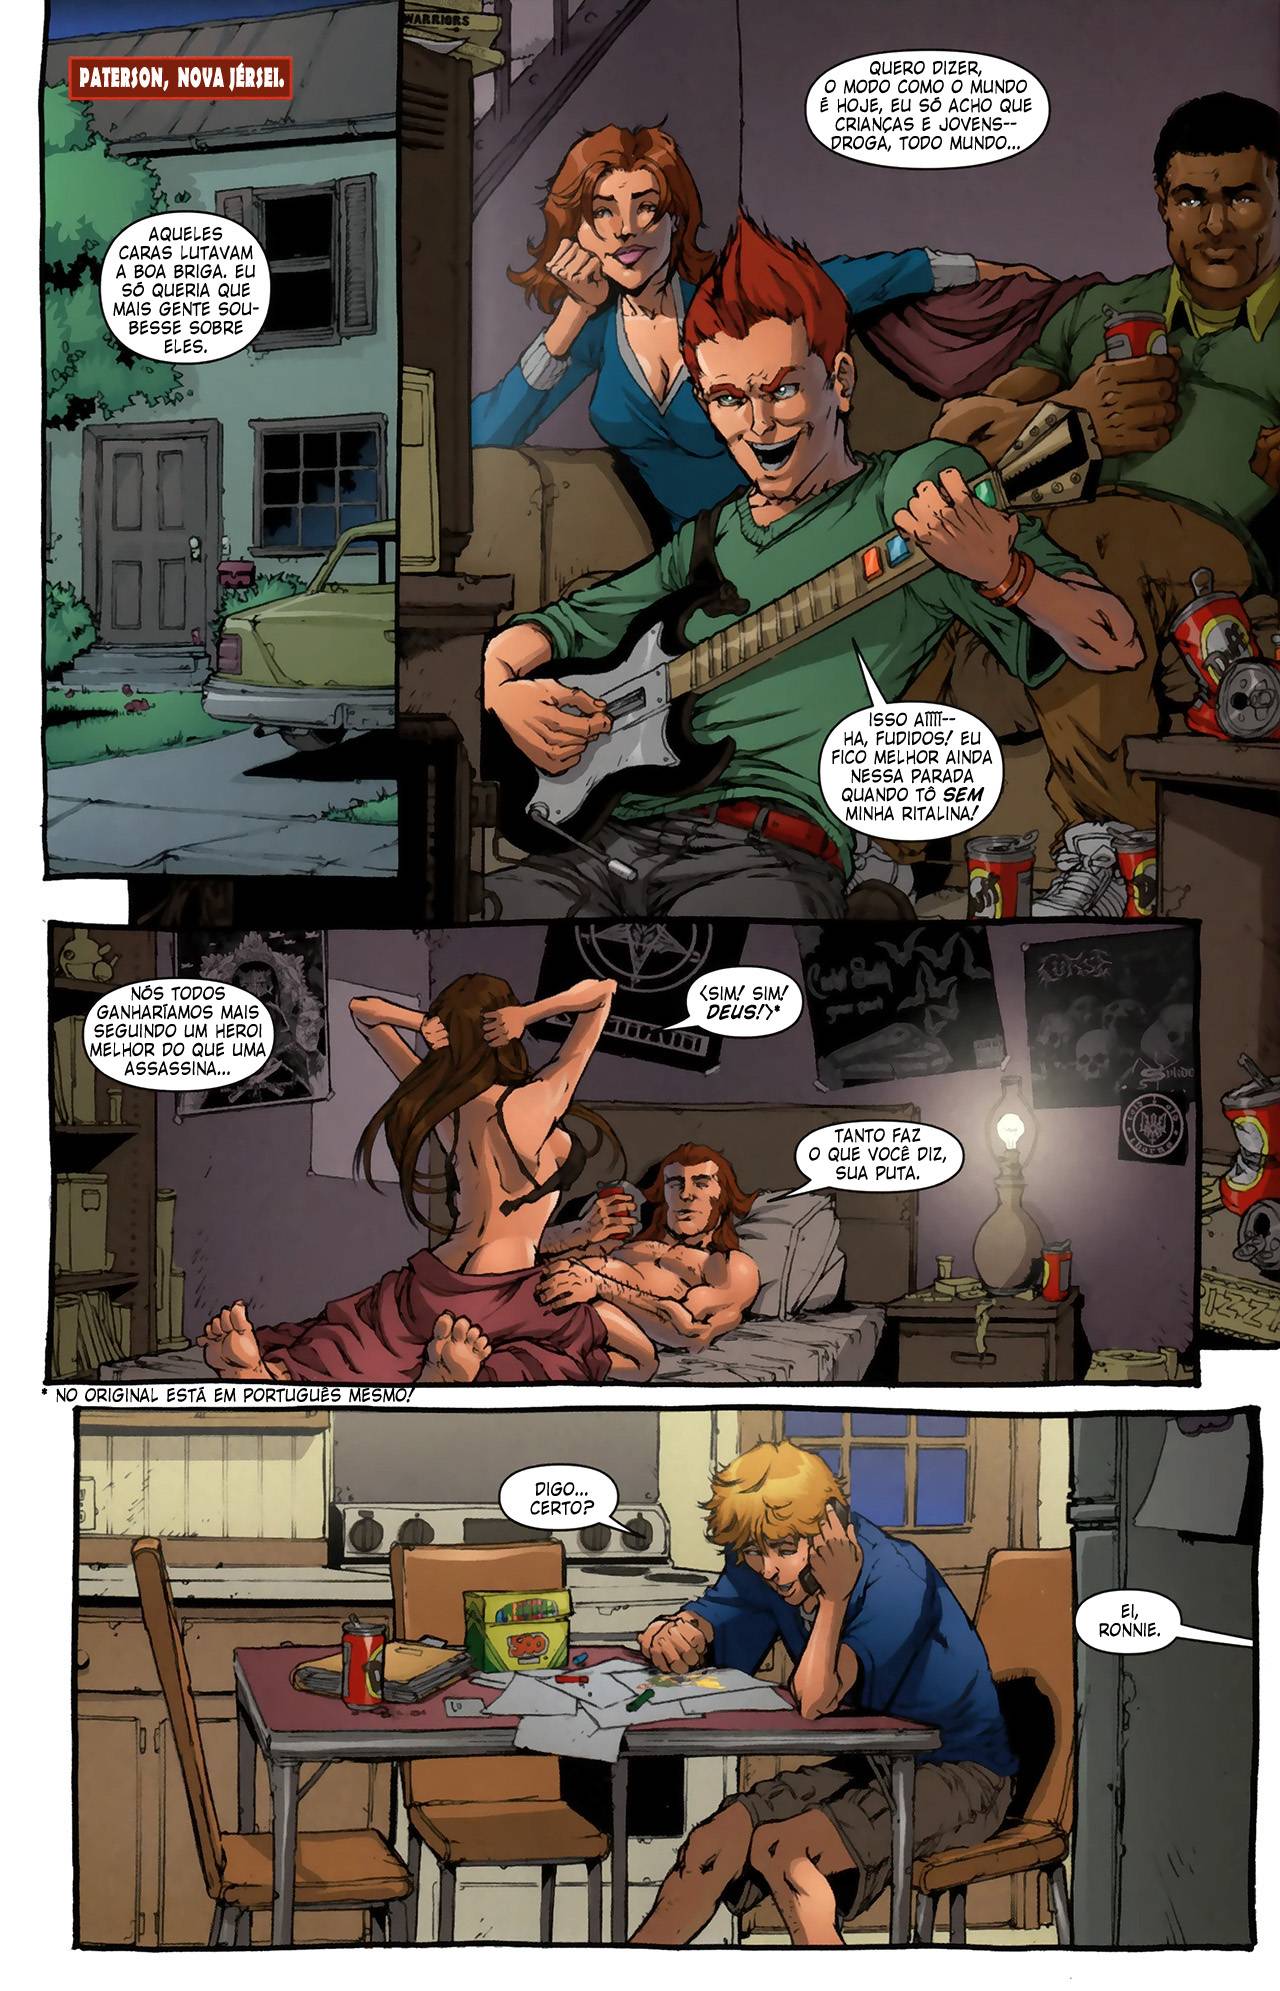 WARRIORS
PATERSON, NOVA JÉRSEI.
AQUELES
CARAS LUTAVAM
A BOA BRIGA. EU
SÓ QUERIA QUE
MAIS GENTE SOU-
BESSE SOBRE
ELES.
QUERO DIZER,
O MODO COMO O MUNDO
É HOJE, EU SÓ ACHO QUE
CRIANÇAS E JOVENS--
DROGA, TODO MUNDO...
ISSO AÍÍÍÍ--
HA, FUDIDOS! EU
FICO MELHOR AINDA
NESSA PARADA
QUANDO TÔ SEM
MINHA RITALINA!
NÓS TODOS
GANHARÍAMOS MAIS
SEGUINDO UM HEROI
MELHOR DO QUE UMA
ASSASSINA...
<SIM! SIM!
DEUS!>*
TANTO FAZ
O QUE VOCÊ DIZ,
SUA PUTA.
* NO ORIGINAL ESTÁ EM PORTUGUÊS MESMO!
DIGO...
CERTO?
500
EI,
RONNIE.